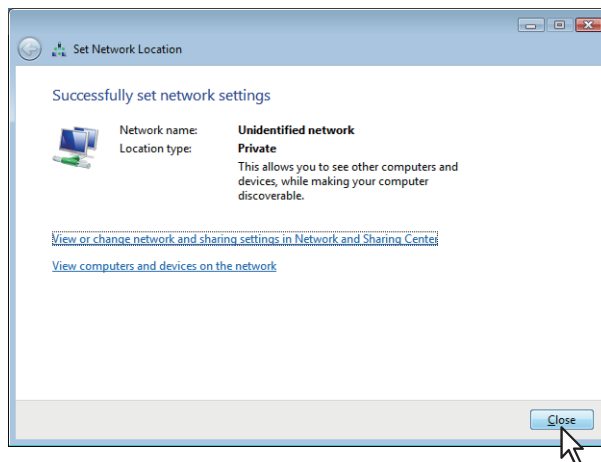 Set Network Location
Successfully set network settings
Network name: Unidentified network
Location type: Private
This allows you to see other computers and
devices, while making your computer
discoverable.
View or change network and sharing settings in Network and Sharing Center
View computers and devices on the network
Close